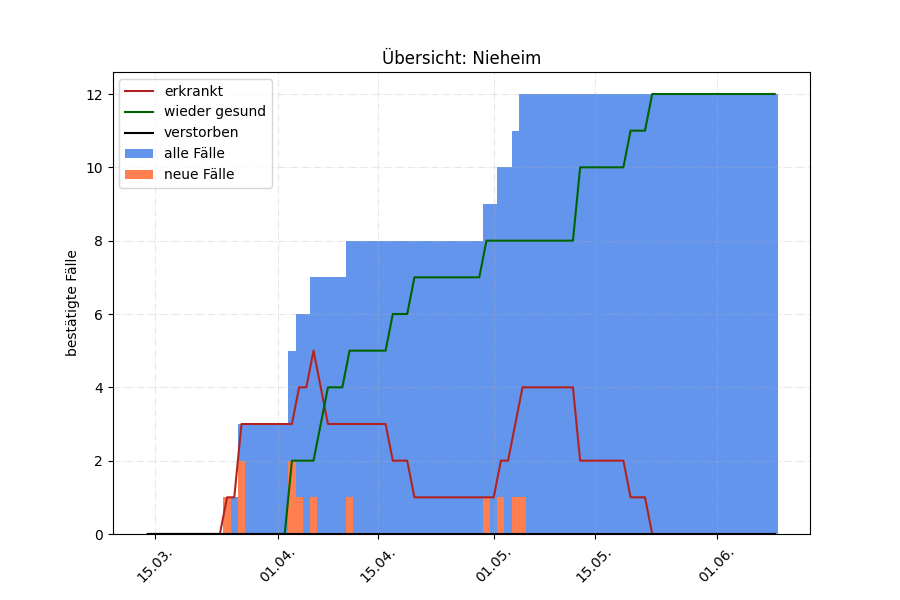 Übersicht: Nieheim
erkrankt
wieder gesund
verstorben
alle Fälle
neue Fälle
bestätigte Fälle
12
10
8
6
4
2
0
15.03.
01.04.
15.04.
01.05.
15.05.
01.06.